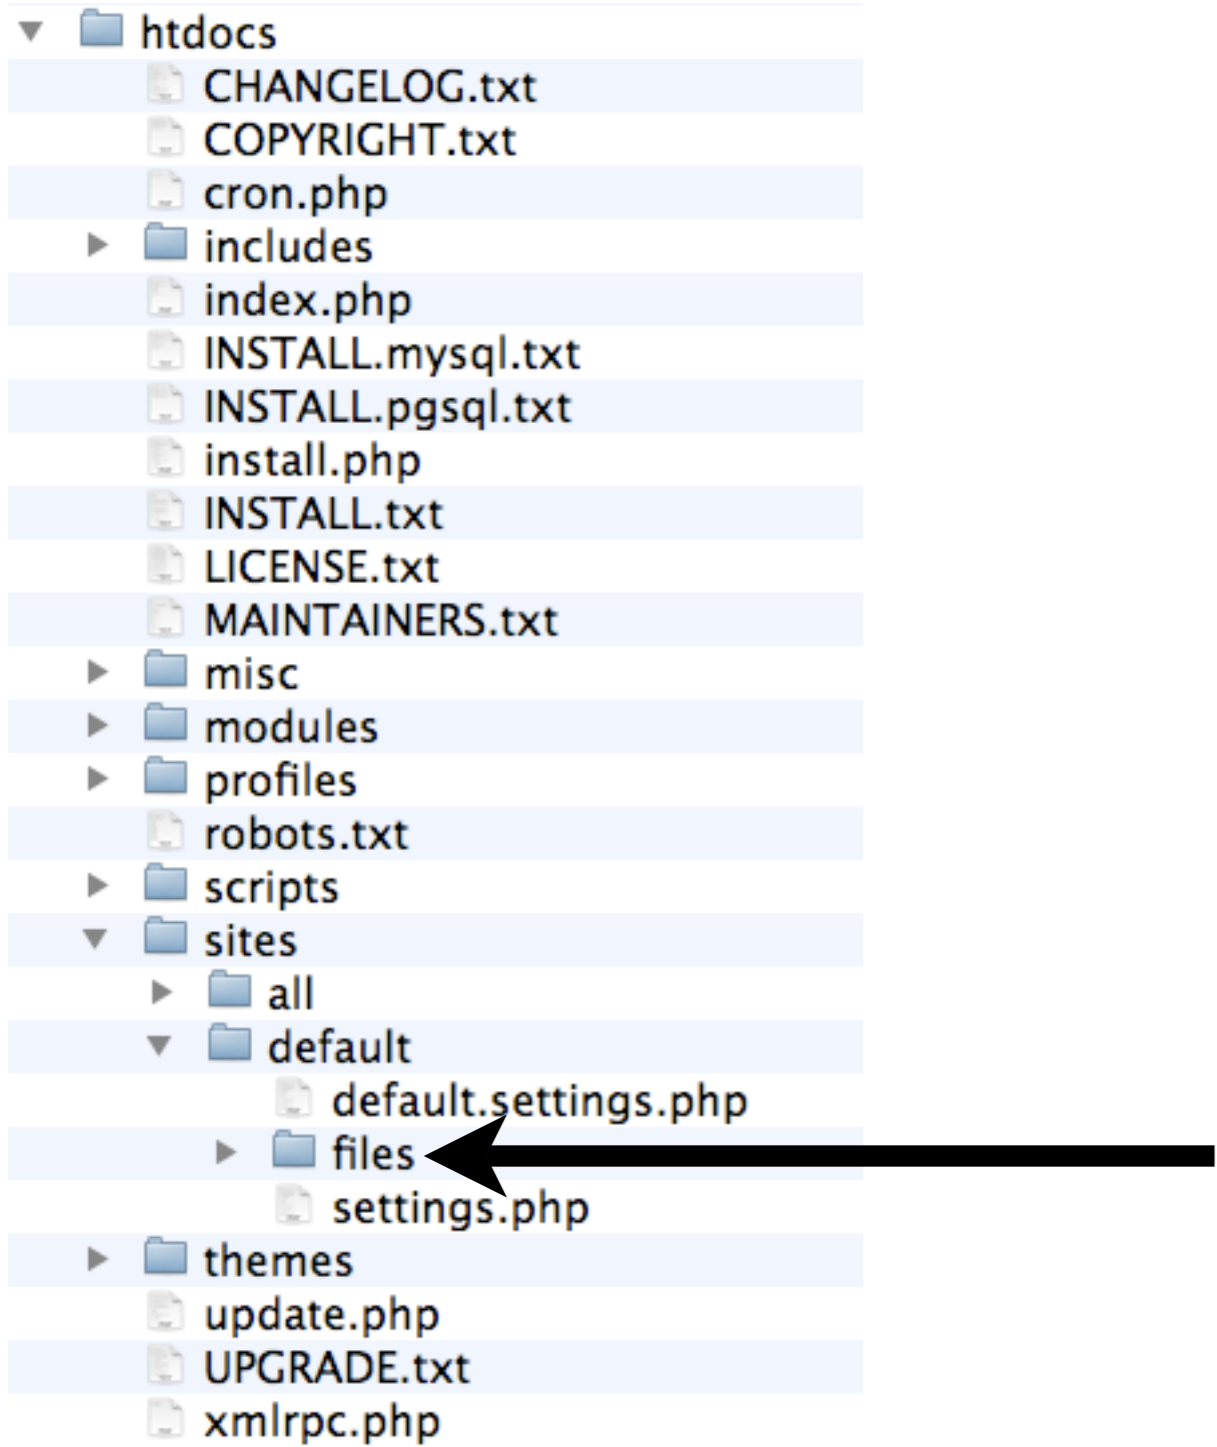 htdocs
CHANGELOG.txt
COPYRIGHT.txt
cron.php
includes
index.php
INSTALL.mysql.txt
INSTALL.pgsql.txt
install.php
INSTALL.txt
LICENSE.txt
MAINTAINERS.txt
misc
modules
profiles
robots.txt
scripts
sites
all
default
default.settings.php
files
settings.php
themes
update.php
UPGRADE.txt
xmlrpc.php